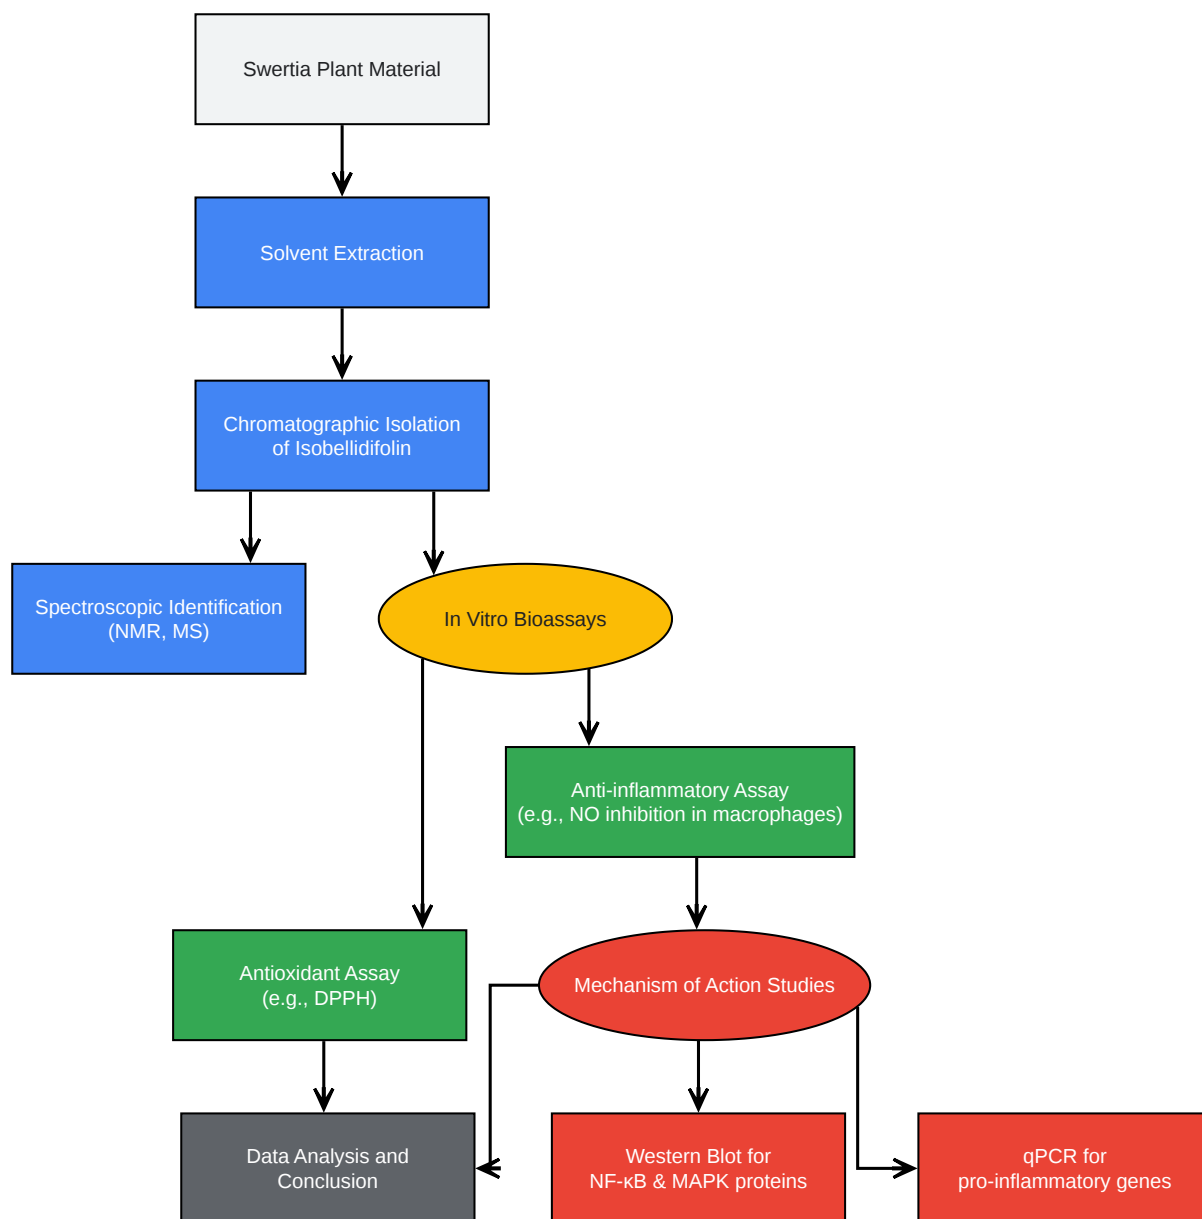 Swertia Plant Material
Solvent Extraction
Chromatographic Isolation
of Isobellidifolin
Spectroscopic Identification
(NMR, MS)
In Vitro Bioassays
Anti-inflammatory Assay
(e.g., NO inhibition in macrophages)
Antioxidant Assay
(e.g., DPPH)
Mechanism of Action Studies
Data Analysis and
Conclusion
Western Blot for
NF-κB & MAPK proteins
qPCR for
pro-inflammatory genes